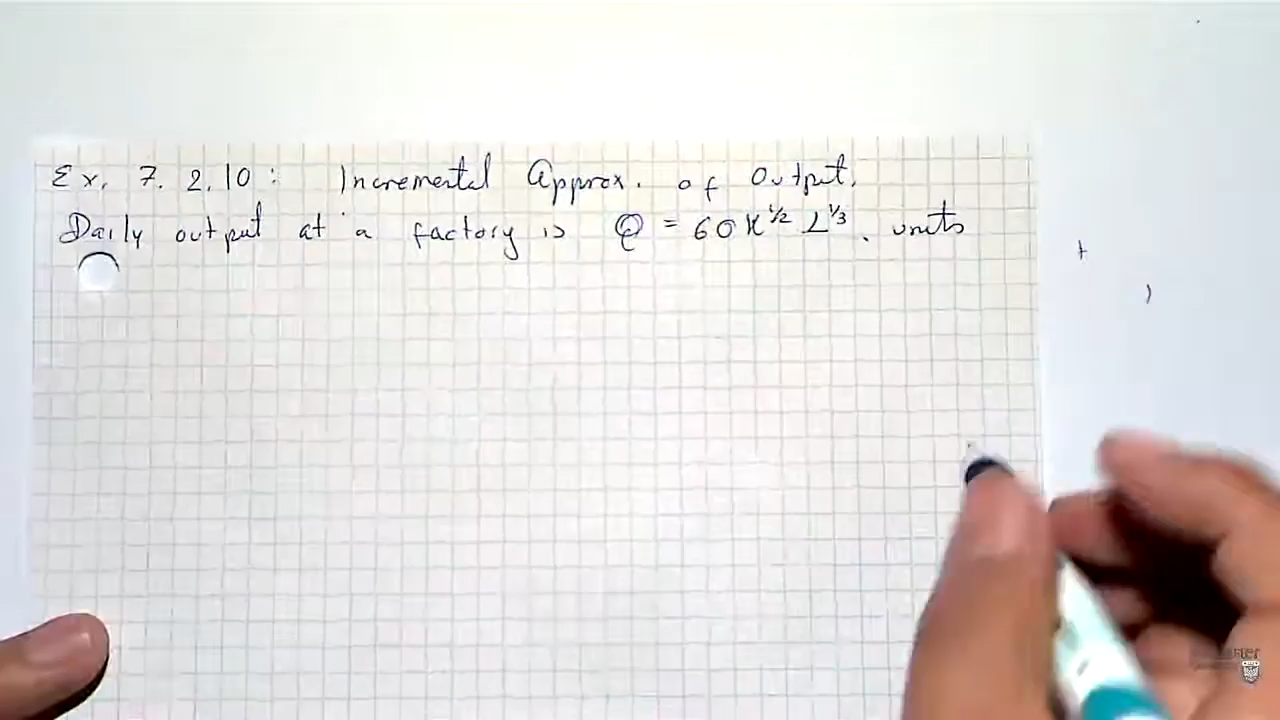 Ex. 7.2.10: Incremental Approx. of Output.
Daily output at a factory is Q = 60K^1/2 L^1/3. units